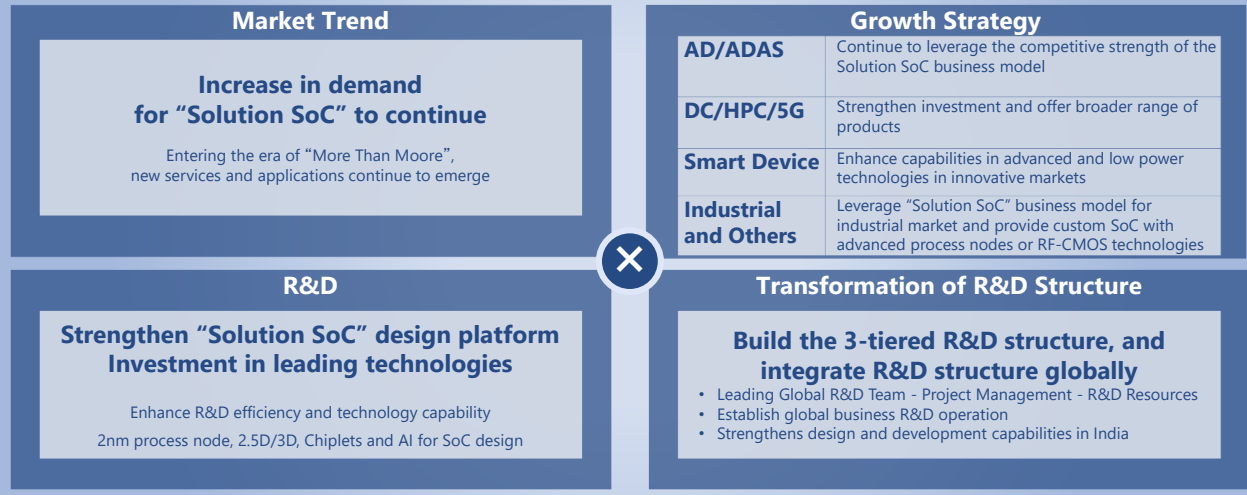 Market Trend
Increase in demand
for “Solution SoC” to continue
Entering the era of “More Than Moore”,
new services and applications continue to emerge
Growth Strategy
AD/ADAS
Continue to leverage the competitive strength of the
Solution SoC business model
DC/HPC/5G
Strengthen investment and offer broader range of
products
Smart Device
Enhance capabilities in advanced and low power
technologies in innovative markets
Industrial
and Others
Leverage “Solution SoC” business model for
industrial market and provide custom SoC with
advanced process nodes or RF-CMOS technologies
×
R&D
Strengthen “Solution SoC” design platform
Investment in leading technologies
Enhance R&D efficiency and technology capability
2nm process node, 2.5D/3D, Chiplets and AI for SoC design
Transformation of R&D Structure
Build the 3-tiered R&D structure, and
integrate R&D structure globally
• Leading Global R&D Team - Project Management - R&D Resources
• Establish global business R&D operation
• Strengthens design and development capabilities in India